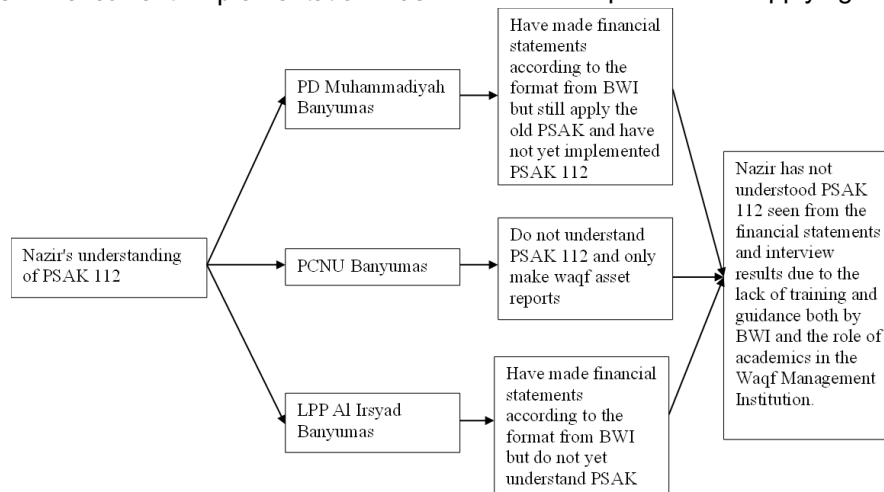 Have made financial
statements
according to the
format from BWI
but still apply the
old PSAK and have
not yet implemented
PSAK 112
PD Muhammadiyah
Banyumas
Nazir's understanding
of PSAK 112
PCNU Banyumas
Do not understand
PSAK 112 and only
make waqf asset
reports
LPP Al Irsyad
Banyumas
Have made financial
statements
according to the
format from BWI
but do not yet
understand PSAK
Nazir has not
understood PSAK
112 seen from the
financial statements
and interview
results due to the
lack of training and
guidance both by
BWI and the role of
academics in the
Waqf Management
Institution.